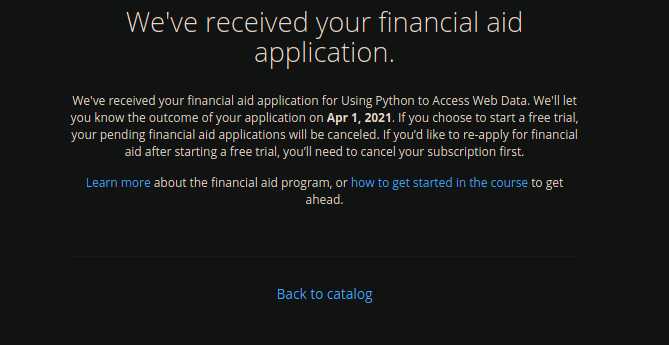 We've received your financial aid
application.
We've received your financial aid application for Using Python to Access Web Data. We'll let
you know the outcome of your application on Apr 1, 2021. If you choose to start a free trial,
your pending financial aid applications will be canceled. If you’d like to re-apply for financial
aid after starting a free trial, you’ll need to cancel your subscription first.
Learn more about the financial aid program, or how to get started in the course to get
ahead.
Back to catalog